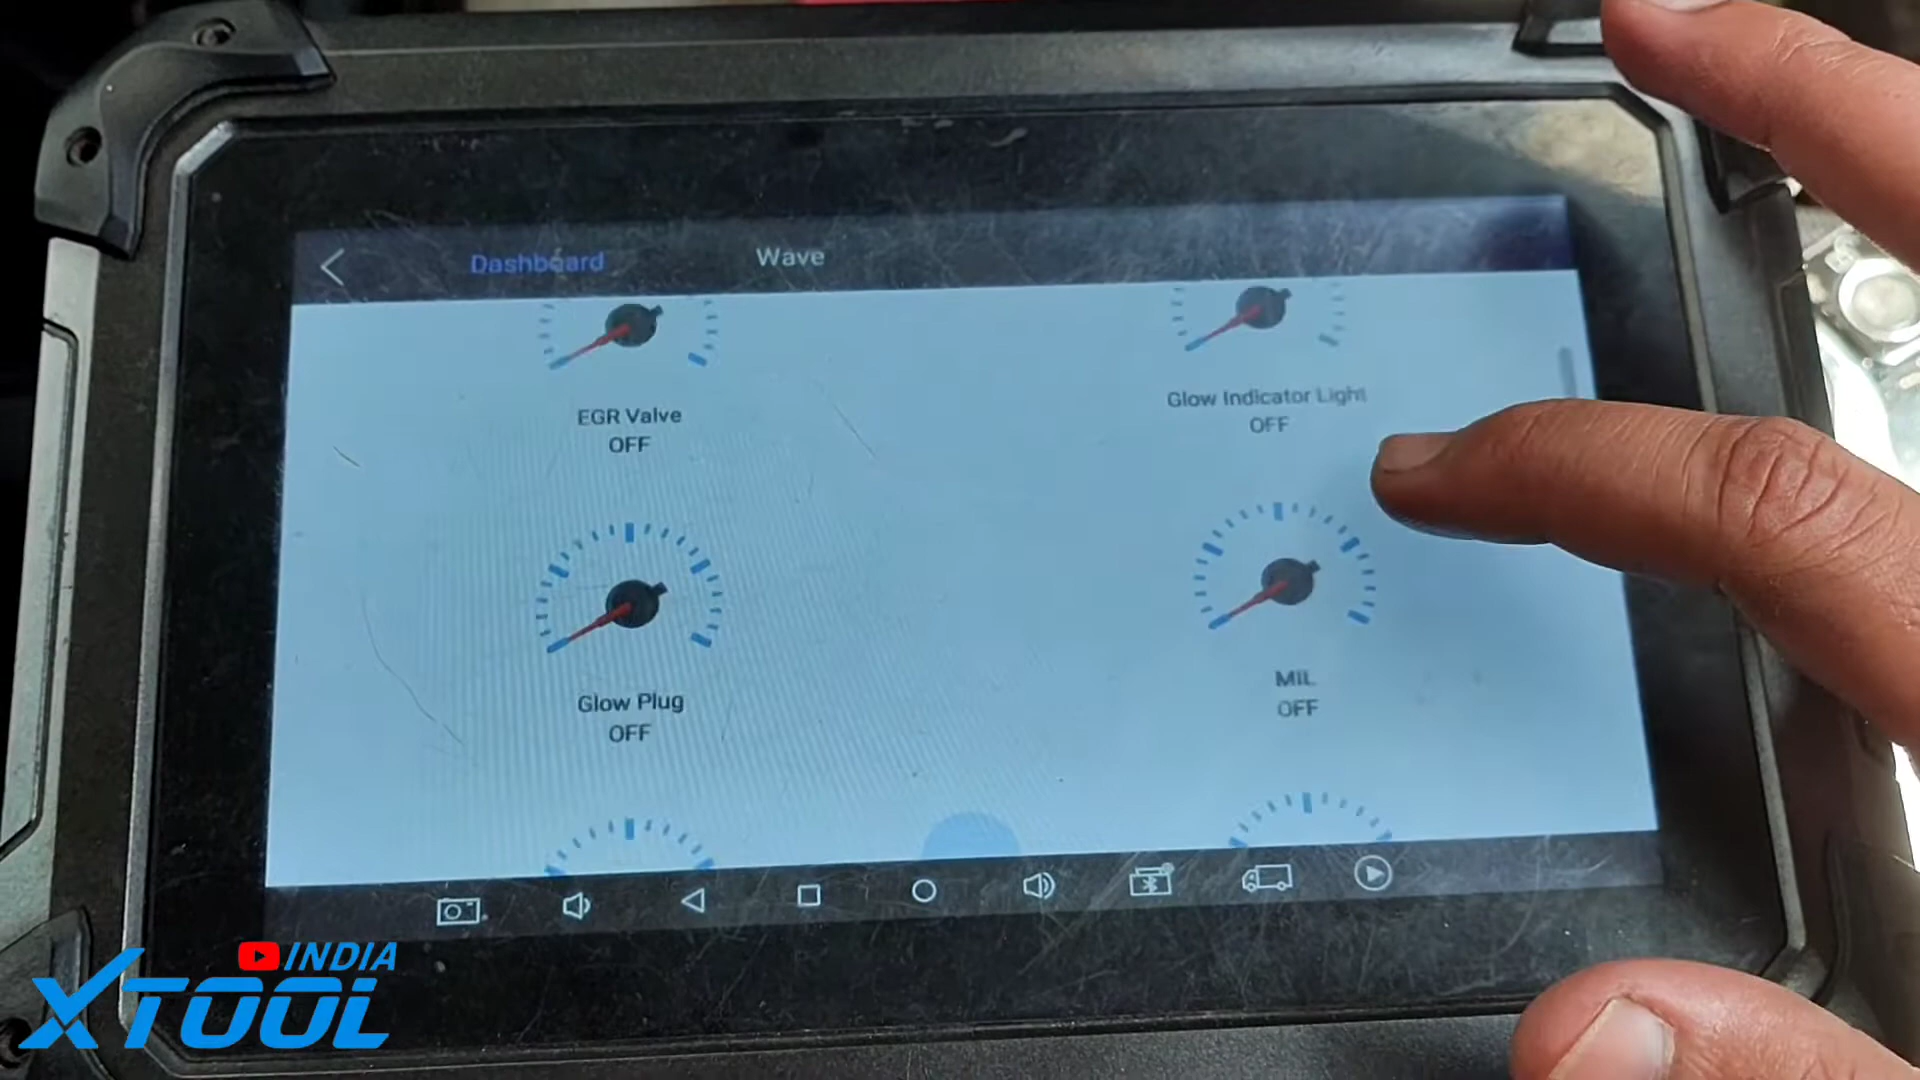 Dashboard
Wave
EGR Valve
OFF
Glow Indicator Light
OFF
Glow Plug
OFF
MIL
OFF
INDIA
XTOOL